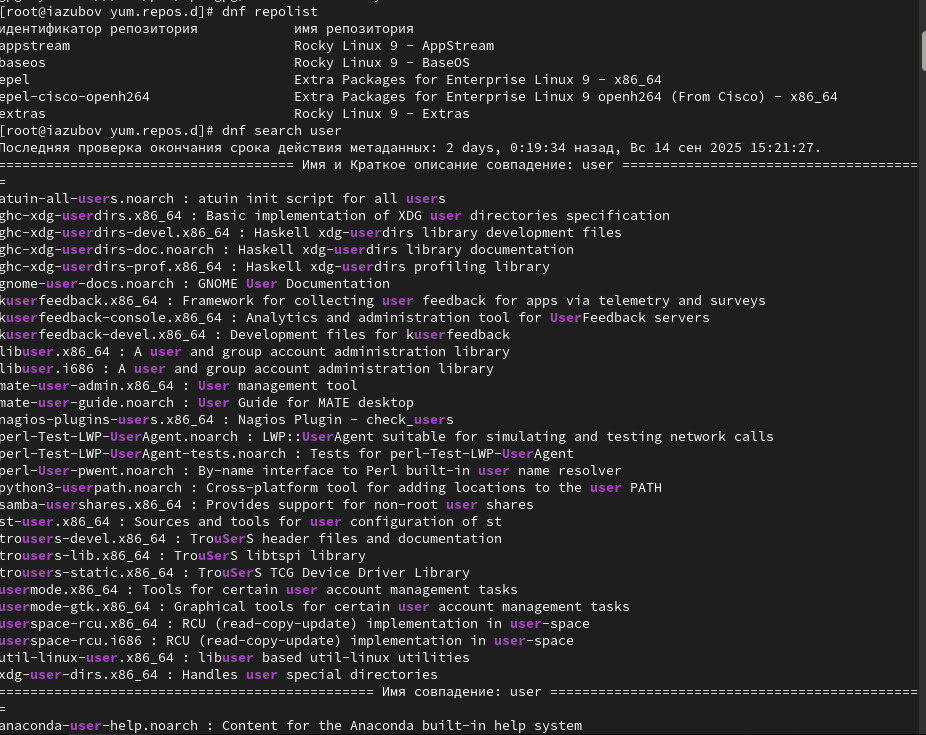 [root@iazubov yum.repos.d]# dnf repolist
идентификатор репозитория            имя репозитория
appstream                            Rocky Linux 9 - AppStream
baseos                               Rocky Linux 9 - BaseOS
epel                                 Extra Packages for Enterprise Linux 9 - x86_64
epel-cisco-openh264                  Extra Packages for Enterprise Linux 9 openh264 (From Cisco) - x86_64
extras                               Rocky Linux 9 - Extras
[root@iazubov yum.repos.d]# dnf search user
Последняя проверка окончания срока действия метаданных: 2 days, 0:19:34 назад, Вс 14 сен 2025 15:21:27.
===================================== Имя и Краткое описание совпадение: user =====================================
=
atuin-all-users.noarch : atuin init script for all users
ghc-xdg-userdirs.x86_64 : Basic implementation of XDG user directories specification
ghc-xdg-userdirs-devel.x86_64 : Haskell xdg-userdirs library development files
ghc-xdg-userdirs-doc.noarch : Haskell xdg-userdirs library documentation
ghc-xdg-userdirs-prof.x86_64 : Haskell xdg-userdirs profiling library
gnome-user-docs.noarch : GNOME User Documentation
kuserfeedback.x86_64 : Framework for collecting user feedback for apps via telemetry and surveys
kuserfeedback-console.x86_64 : Analytics and administration tool for UserFeedback servers
kuserfeedback-devel.x86_64 : Development files for kuserfeedback
libuser.x86_64 : A user and group account administration library
libuser.i686 : A user and group account administration library
mate-user-admin.x86_64 : User management tool
mate-user-guide.noarch : User Guide for MATE desktop
nagios-plugins-users.x86_64 : Nagios Plugin - check_users
perl-Test-LWP-UserAgent.noarch : LWP::UserAgent suitable for simulating and testing network calls
perl-Test-LWP-UserAgent-tests.noarch : Tests for perl-Test-LWP-UserAgent
perl-User-pwent.noarch : By-name interface to Perl built-in user name resolver
python3-userpath.noarch : Cross-platform tool for adding locations to the user PATH
samba-usershares.x86_64 : Provides support for non-root user shares
st-user.x86_64 : Sources and tools for user configuration of st
trousers-devel.x86_64 : TrouSerS header files and documentation
trousers-lib.x86_64 : TrouSerS libtspi library
trousers-static.x86_64 : TrouSerS TCG Device Driver Library
usermode.x86_64 : Tools for certain user account management tasks
usermode-gtk.x86_64 : Graphical tools for certain user account management tasks
userspace-rcu.x86_64 : RCU (read-copy-update) implementation in user-space
userspace-rcu.i686 : RCU (read-copy-update) implementation in user-space
util-linux-user.x86_64 : libuser based util-linux utilities
xdg-user-dirs.x86_64 : Handles user special directories
=============================================== Имя совпадение: user ==============================================
=
anaconda-user-help.noarch : Content for the Anaconda built-in help system